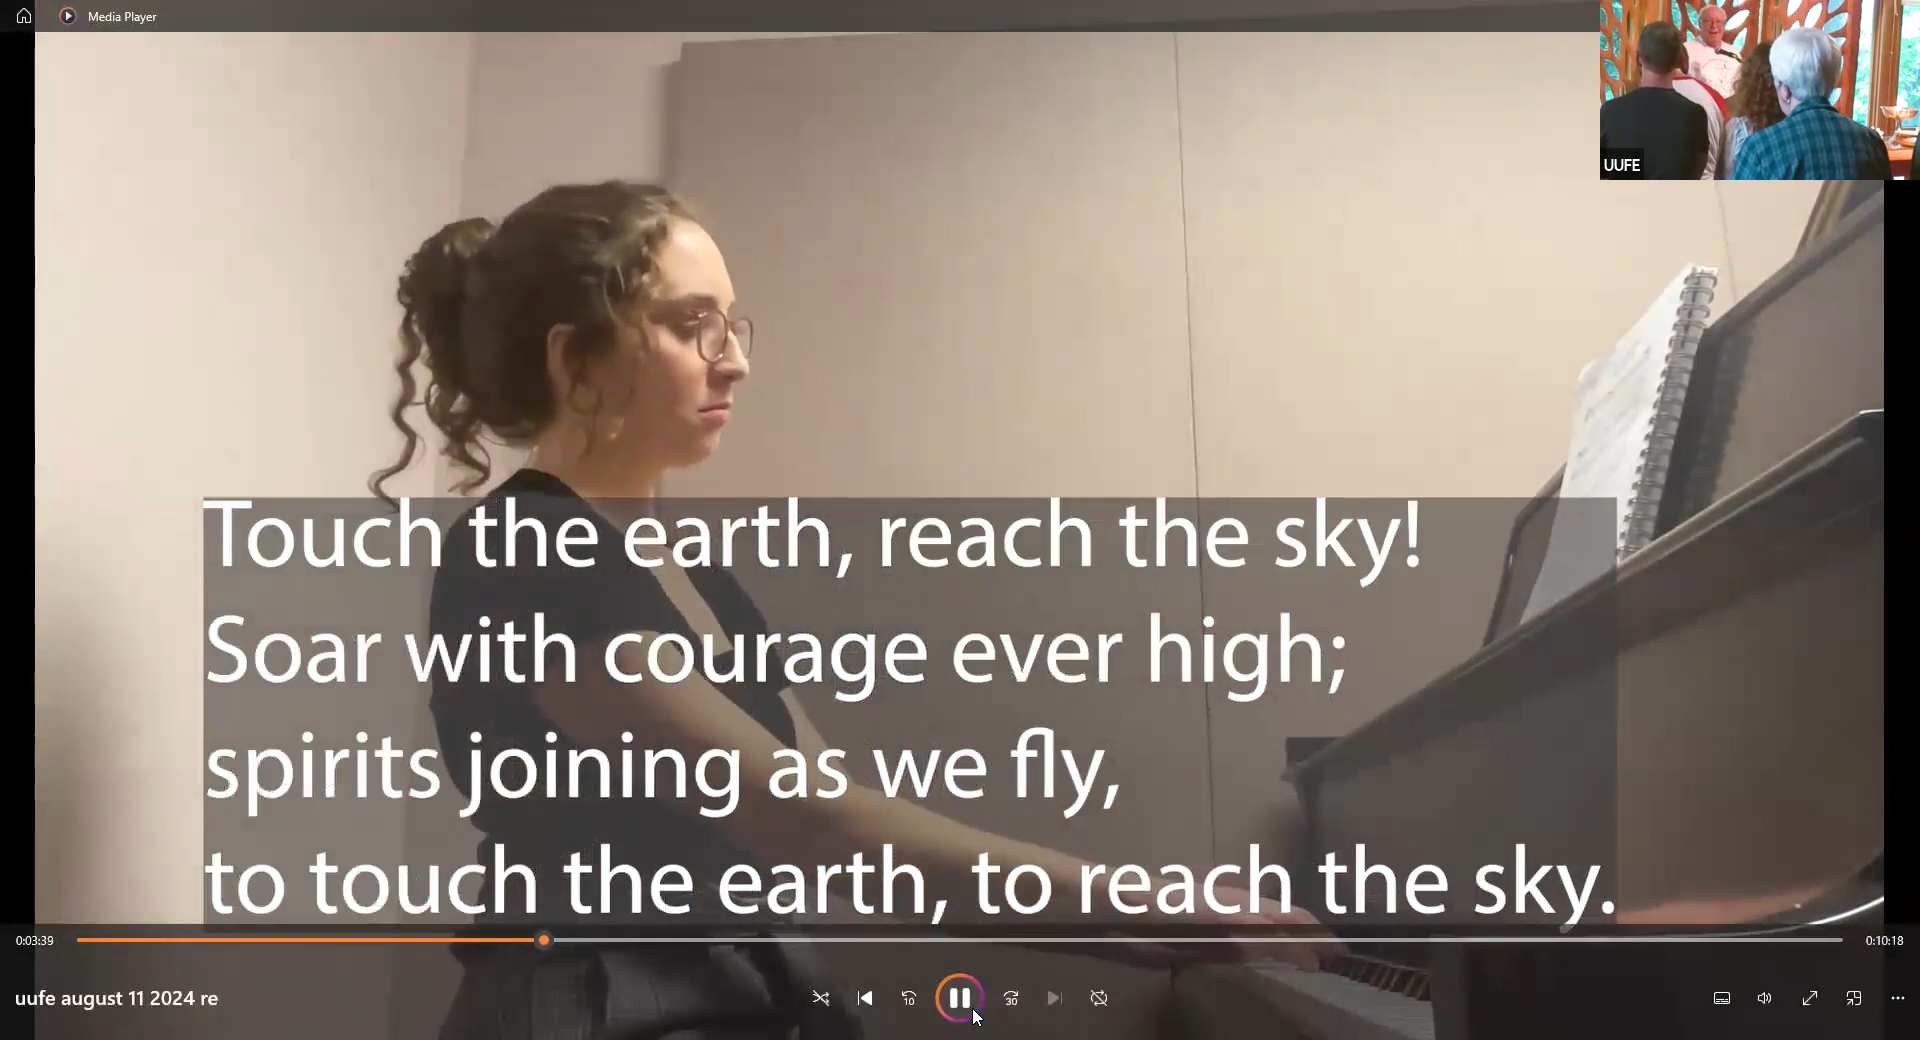 Media Player
UUFE
Touch the earth, reach the sky!
Soar with courage ever high;
spirits joining as we fly,
to touch the earth, to reach the sky.
0:03:39
0:10:18
uufe august 11 2024 re
10
30